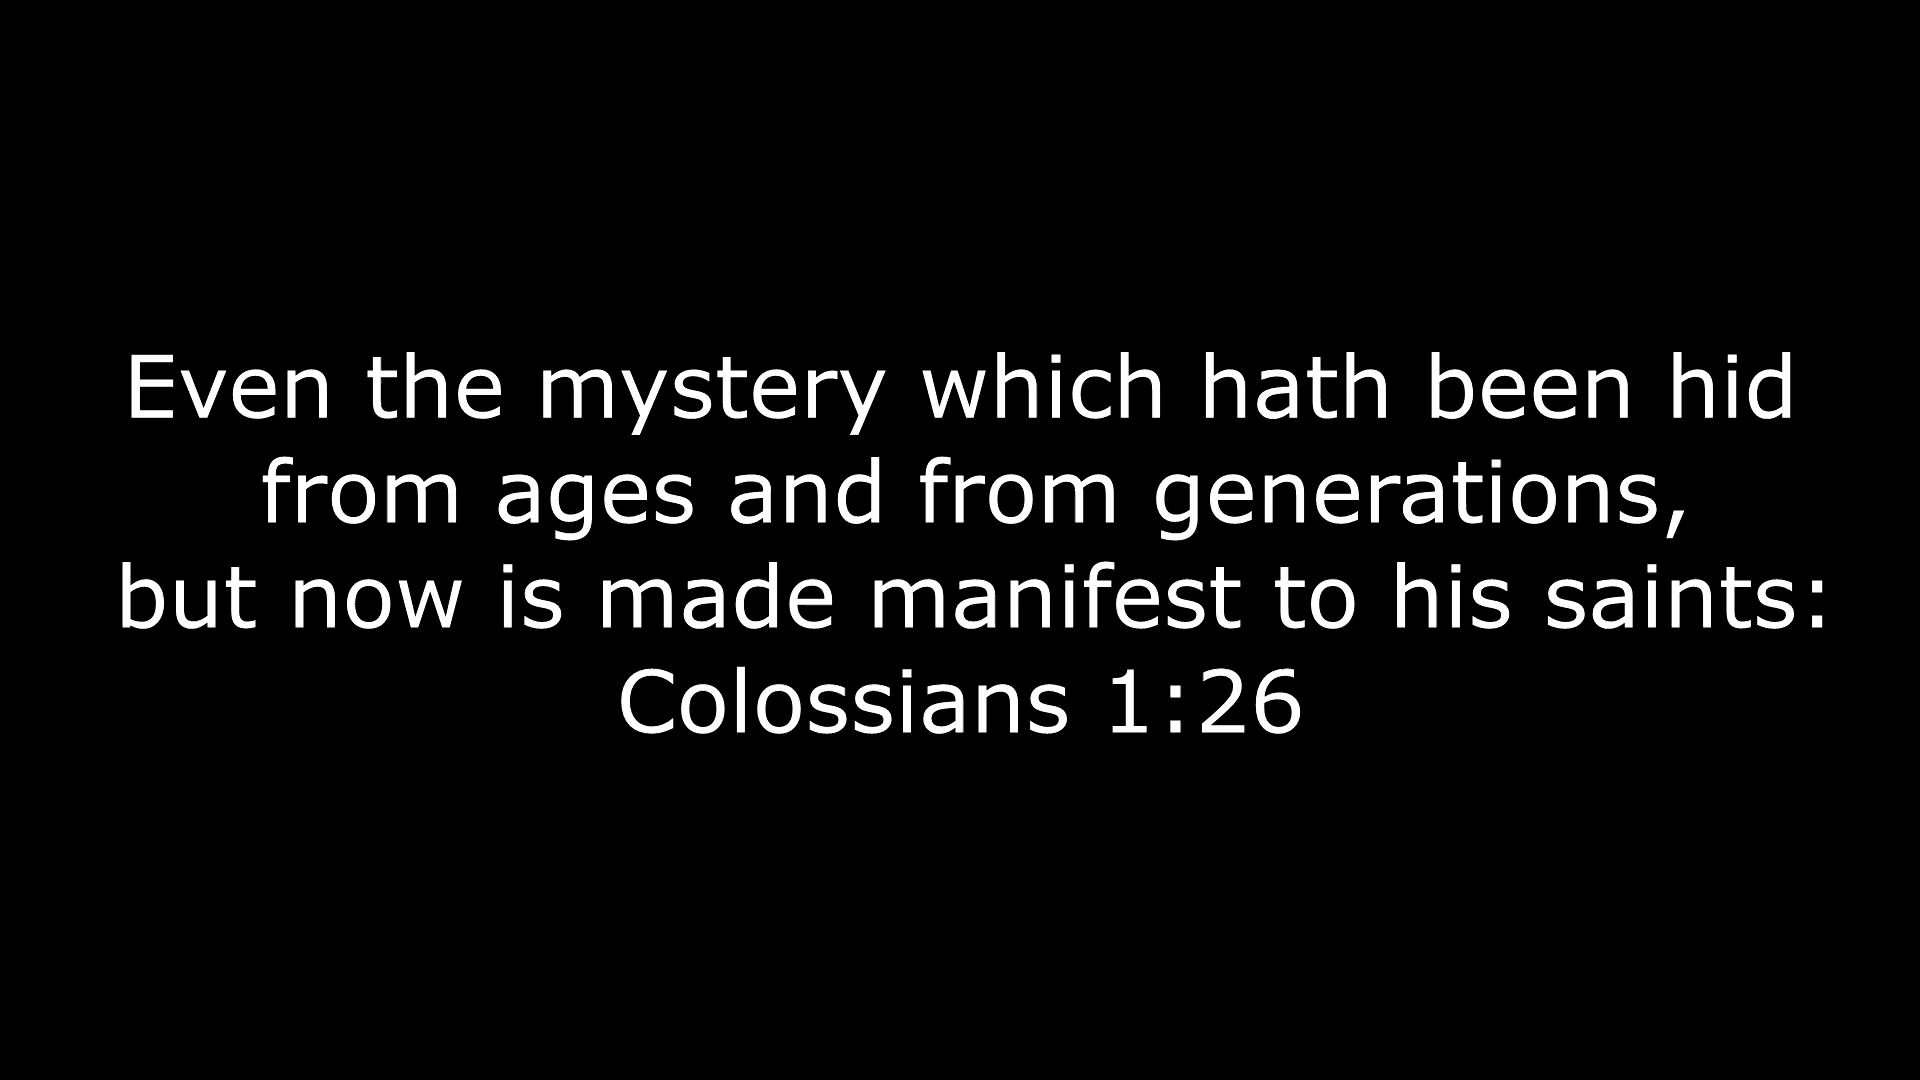 Even the mystery which hath been hid
from ages and from generations,
but now is made manifest to his saints:
Colossians 1:26